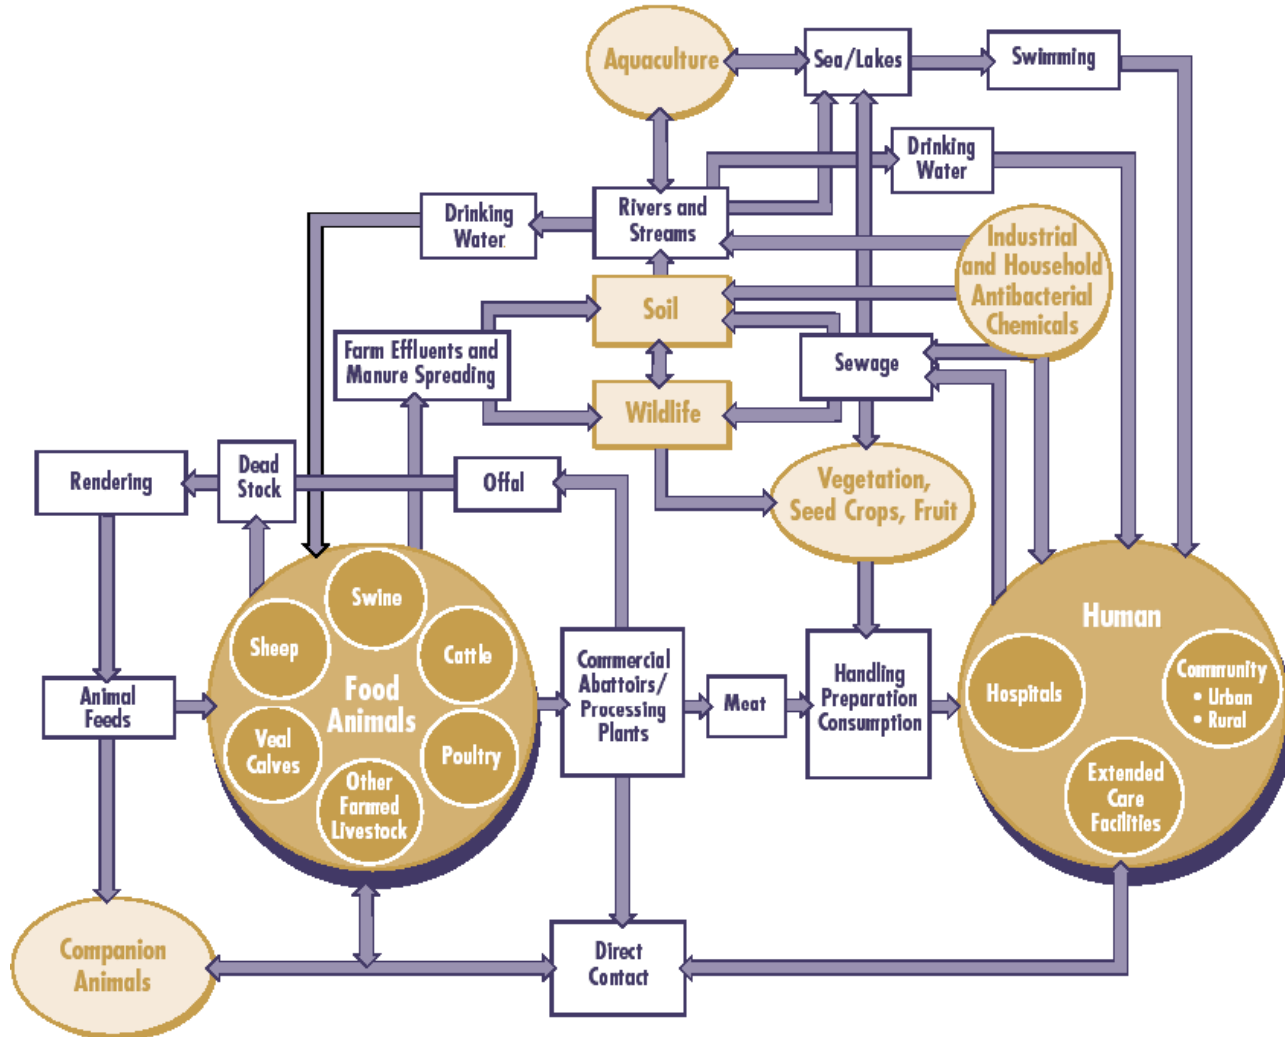 Aquaculture
Sea/Lakes
Swimming
Drinking
Water
Drinking
Water
Rivers and
Streams
Industrial
and Household
Antibacterial
Chemicals
Soil
Farm Effluents and
Manure Spreading
Sewage
Wildlife
Rendering
Dead
Stock
Offal
Vegetation,
Seed Crops, Fruit
Swine
Sheep
Cattle
Food
Animals
Veal
Calves
Poultry
Other
Farmed
Livestock
Animal
Feeds
Commercial
Abattoirs/
Processing
Plants
Meat
Handling
Preparation
Consumption
Human
Hospitals
Community
• Urban
• Rural
Extended
Care
Facilities
Companion
Animals
Direct
Contact